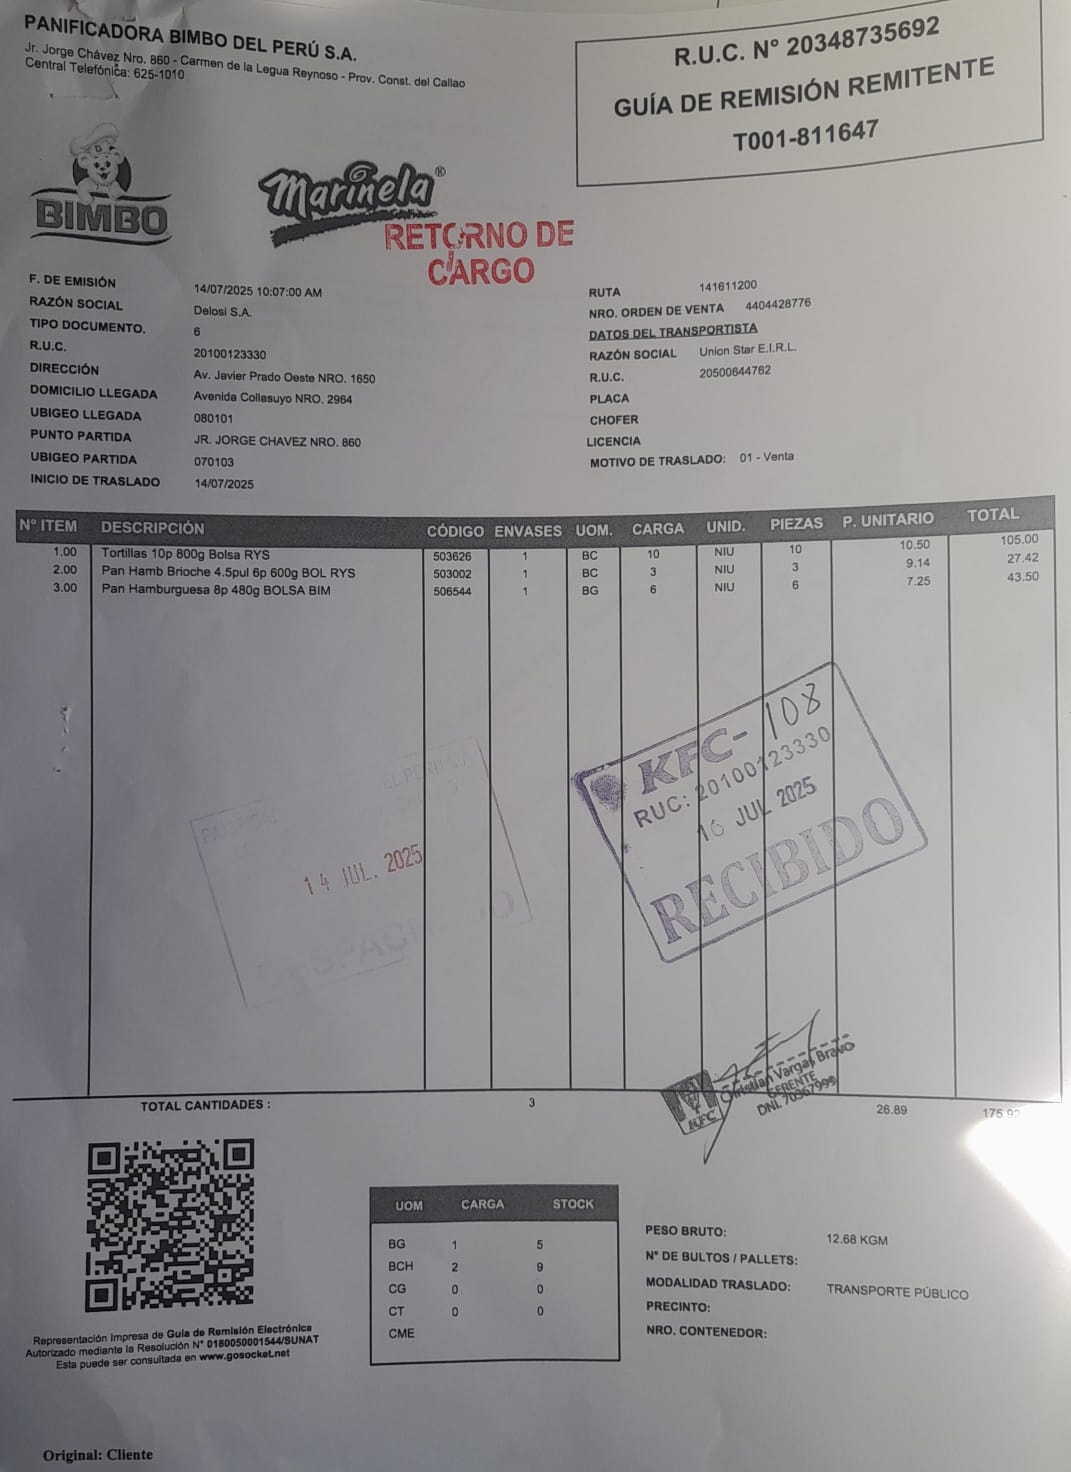 PANIFICADORA BIMBO DEL PERÚ S.A.
Jr. Jorge Chávez Nro. 860 - Carmen de la Legua Reynoso - Prov. Const. del Callao
Central Telefónica: 625-1010
R.U.C. N° 20348735692
GUÍA DE REMISIÓN REMITENTE
T001-811647
BIMBO
Marinela®
RETORNO DE
CARGO
F. DE EMISIÓN 14/07/2025 10:07:00 AM
RAZÓN SOCIAL Delosi S.A.
TIPO DOCUMENTO. 6
R.U.C. 20100123330
DIRECCIÓN Av. Javier Prado Oeste NRO. 1650
DOMICILIO LLEGADA Avenida Collasuyo NRO. 2964
UBIGEO LLEGADA 080101
PUNTO PARTIDA JR. JORGE CHAVEZ NRO. 860
UBIGEO PARTIDA 070103
INICIO DE TRASLADO 14/07/2025
RUTA 141611200
NRO. ORDEN DE VENTA 4404428776
DATOS DEL TRANSPORTISTA
RAZÓN SOCIAL Union Star E.I.R.L.
R.U.C. 20500644762
PLACA
CHOFER
LICENCIA
MOTIVO DE TRASLADO: 01 - Venta
N° ITEM DESCRIPCIÓN CÓDIGO ENVASES UOM. CARGA UNID. PIEZAS P. UNITARIO TOTAL
1.00 Tortillas 10p 800g Bolsa RYS 503626 1 BC 10 NIU 10 10.50 105.00
2.00 Pan Hamb Brioche 4.5pul 6p 600g BOL RYS 503002 1 BC 3 NIU 3 9.14 27.42
3.00 Pan Hamburguesa 8p 480g BOLSA BIM 506544 1 BG 6 NIU 6 7.25 43.50
KFC- 108
RUC: 20100123330
16 JUL 2025
RECIBIDO
14 JUL. 2025
Christian Vargas Bravo
GERENTE
DNI. 70367999
KFC
TOTAL CANTIDADES : 3 26.89 175.92
UOM CARGA STOCK
BG 1 5
BCH 2 9
CG 0 0
CT 0 0
CME
PESO BRUTO: 12.68 KGM
N° DE BULTOS / PALLETS:
MODALIDAD TRASLADO: TRANSPORTE PÚBLICO
PRECINTO:
NRO. CONTENEDOR:
Representación Impresa de Guía de Remisión Electrónica
Autorizado mediante la Resolución N° 0180050001544/SUNAT
Esta puede ser consultada en www.gosocket.net
Original: Cliente